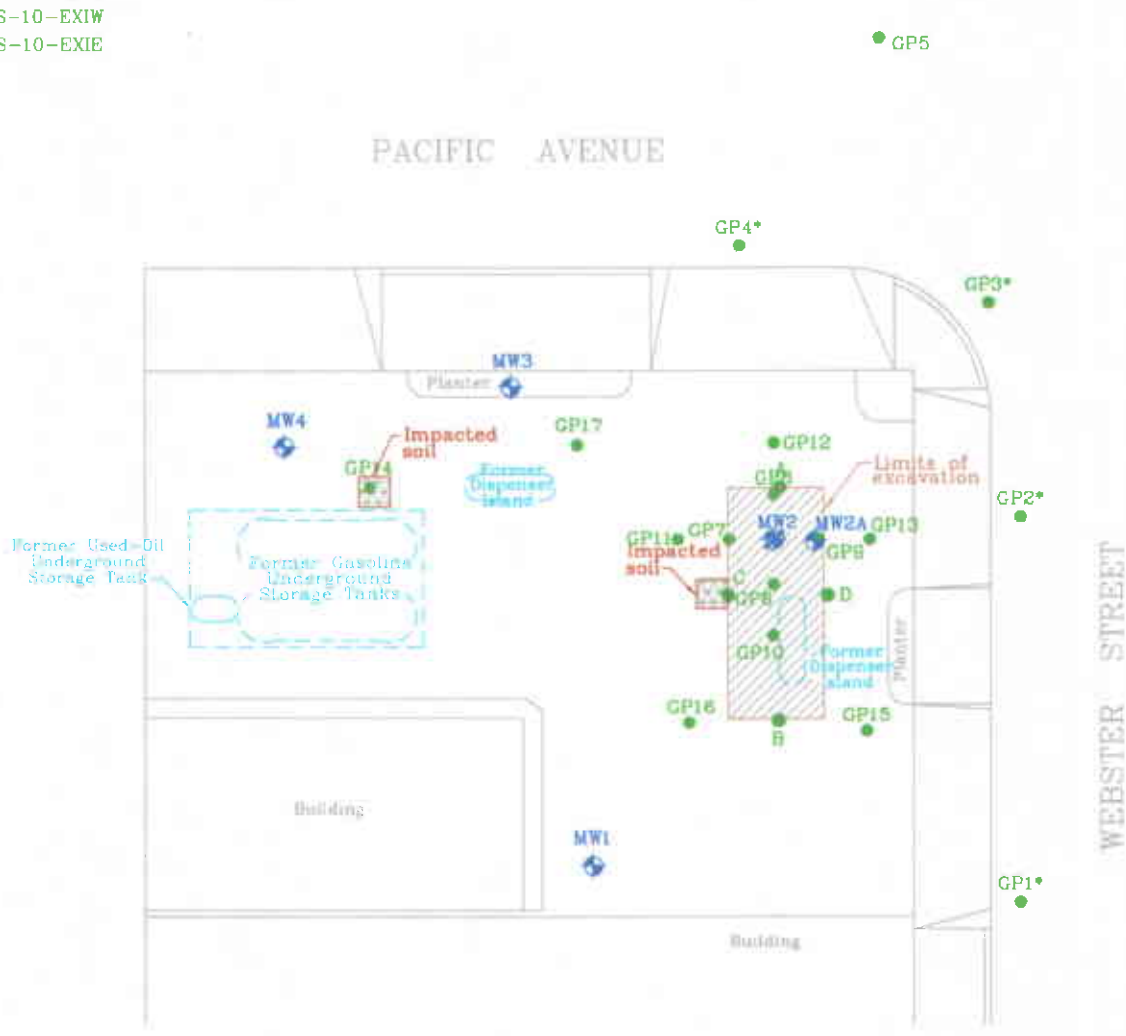 S-10-EXIW
S-10-EXIE
GP5
PACIFIC AVENUE
GP4*
GP3*
MW3
Planter
MW4
Impacted
soil
GP17
GP12
GP14
Former
Dispenser
island
A
Limits of
excavation
GP2*
MW2
MW2A
GP13
GP11
GP7
GP9
Former Used-Oil
Underground
Storage Tank
Former Gasoline
Underground
Storage Tanks
Impacted
soil
C
GP8
D
GP10
Former
Dispenser
island
Planter
WEBSTER STREET
GP16
GP15
B
Building
MW1
GP1*
Building